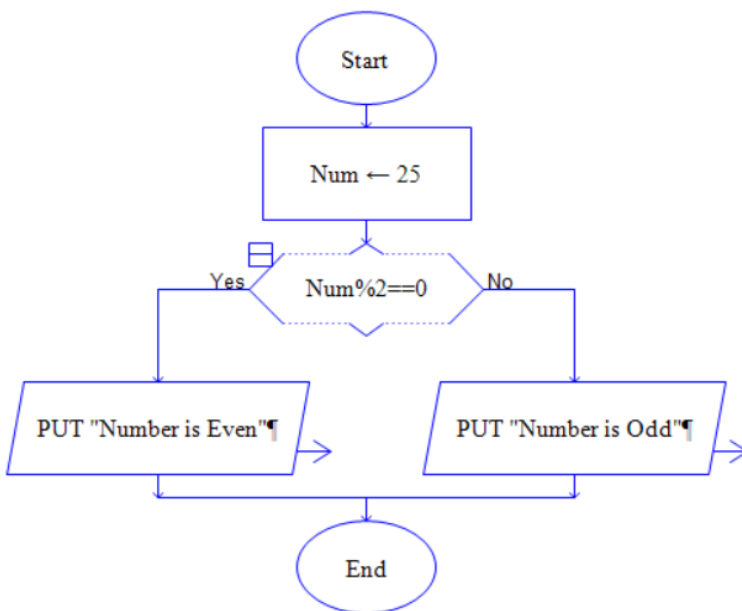 Start
Num ← 25
Num%2==0
Yes
No
PUT "Number is Even"¶
PUT "Number is Odd"¶
End